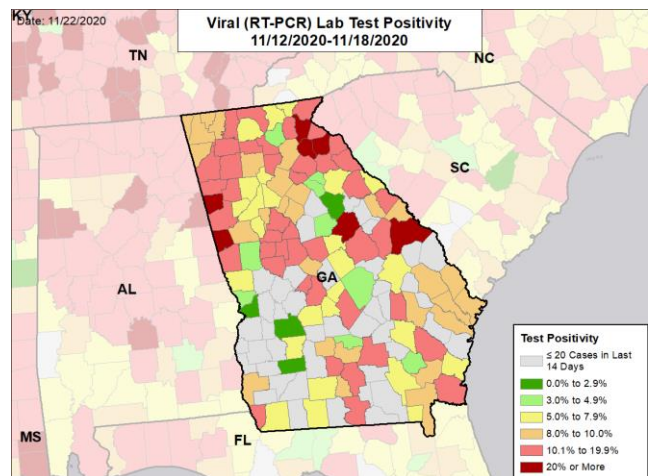 KY
Date: 11/22/2020
Viral (RT-PCR) Lab Test Positivity
11/12/2020-11/18/2020
TN
NC
SC
AL
GA
MS
FL
Test Positivity
≤ 20 Cases in Last
14 Days
0.0% to 2.9%
3.0% to 4.9%
5.0% to 7.9%
8.0% to 10.0%
10.1% to 19.9%
20% or More